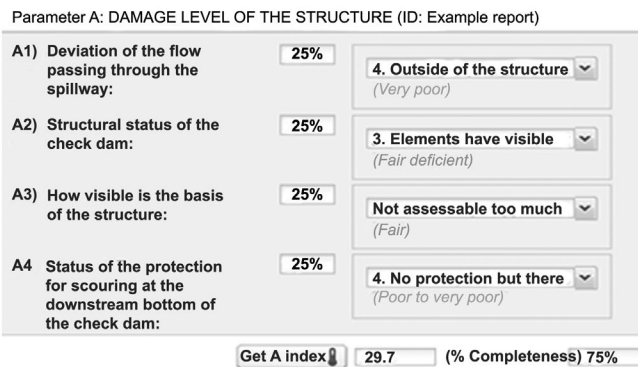 Parameter A: DAMAGE LEVEL OF THE STRUCTURE (ID: Example report)
A1) Deviation of the flow
passing through the
spillway:
25%
4. Outside of the structure
(Very poor)
A2) Structural status of the
check dam:
25%
3. Elements have visible
(Fair deficient)
A3) How visible is the basis
of the structure:
25%
Not assessable too much
(Fair)
A4 Status of the protection
for scouring at the
downstream bottom of
the check dam:
25%
4. No protection but there
(Poor to very poor)
Get A index 29.7 (% Completeness) 75%